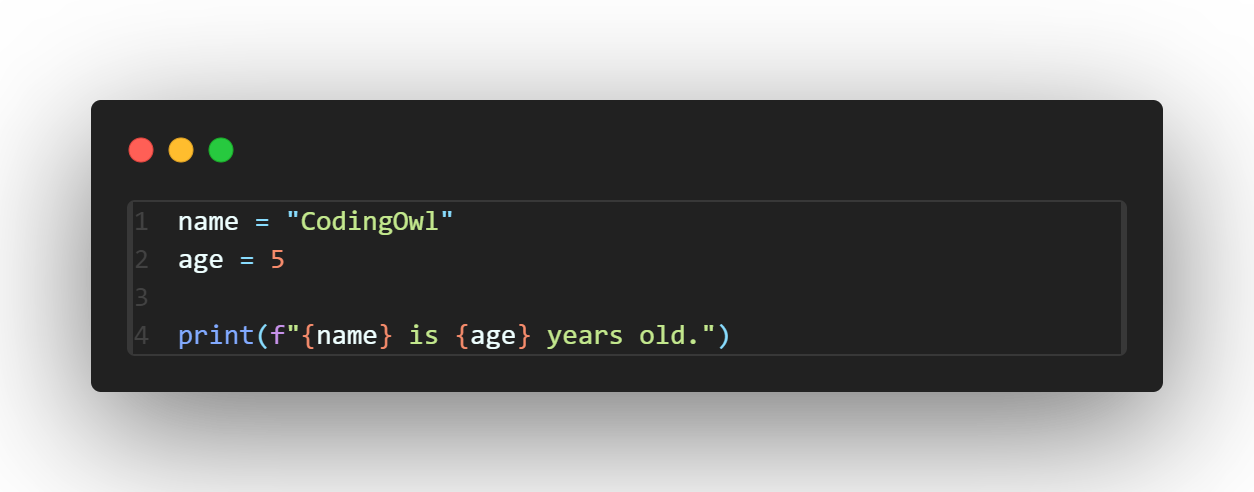 1 name = "CodingOwl"
2 age = 5
3
4 print(f"{name} is {age} years old.")